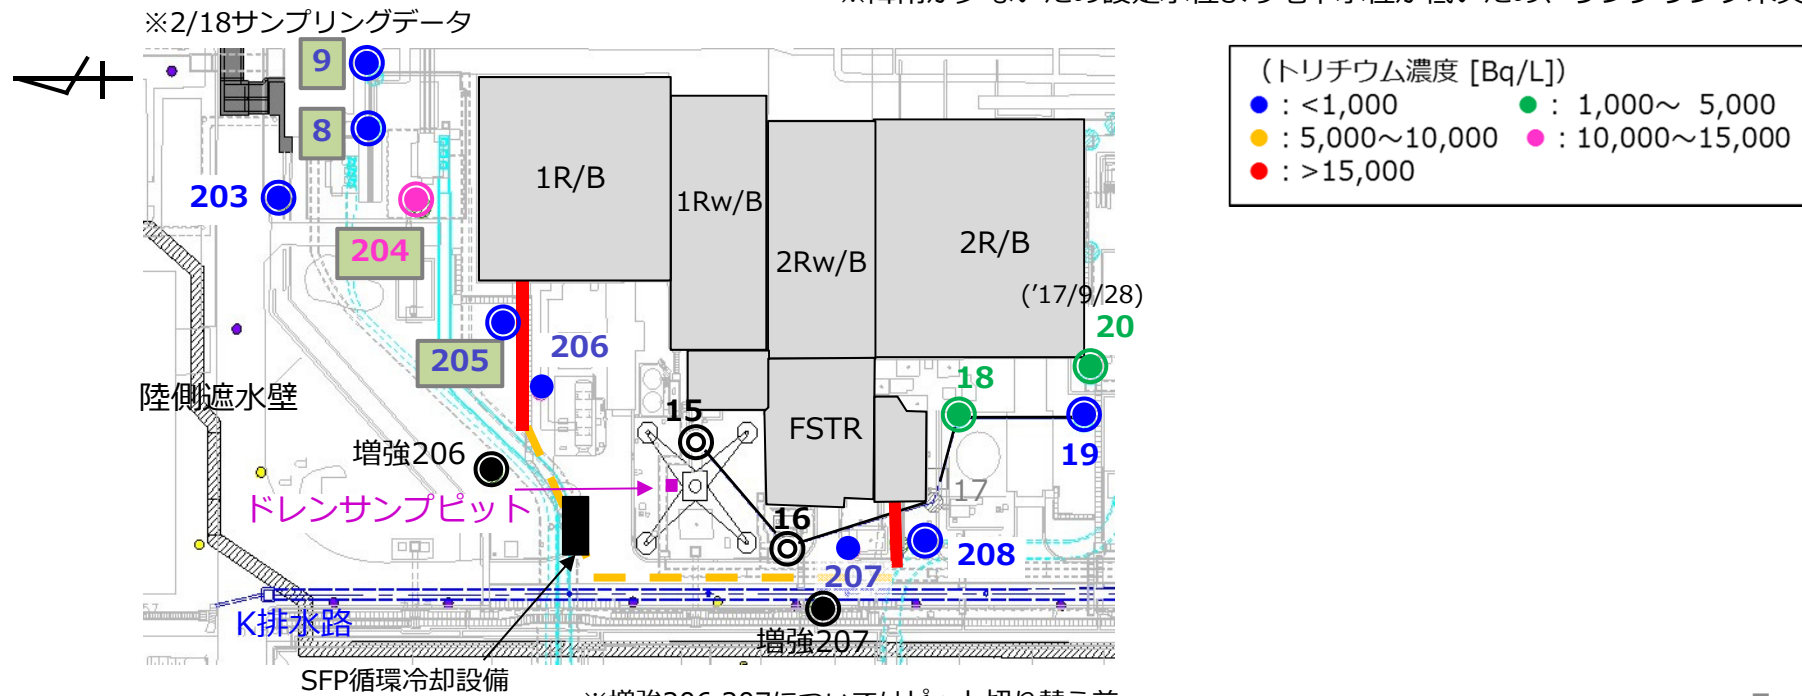 ※2/18サンプリングデータ
（トリチウム濃度 [Bq/L]）
：<1,000
：1,000～ 5,000
：5,000～10,000
：10,000～15,000
：>15,000
9
8
203
204
1R/B
1Rw/B
2Rw/B
2R/B
('17/9/28)
20
205
206
18
陸側遮水壁
15
FSTR
19
増強206
17
ドレンサンプピット
16
208
207
K排水路
増強207
SFP循環冷却設備